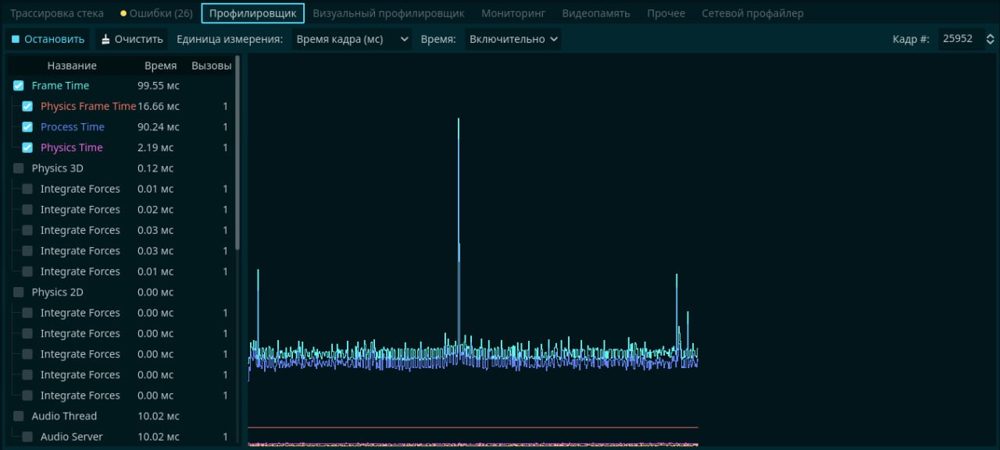 Трассировка стека Ошибки (26) Профилировщик Визуальный профилировщик Мониторинг Видеопамять Прочее Сетевой профайлер
Остановить Очистить Единица измерения: Время кадра (мс) Время: Включительно Кадр #: 25952
Название Время Вызовы
Frame Time 99.55 мс
Physics Frame Time 16.66 мс 1
Process Time 90.24 мс 1
Physics Time 2.19 мс 1
Physics 3D 0.12 мс
Integrate Forces 0.01 мс 1
Integrate Forces 0.02 мс 1
Integrate Forces 0.03 мс 1
Integrate Forces 0.03 мс 1
Integrate Forces 0.01 мс 1
Physics 2D 0.00 мс
Integrate Forces 0.00 мс 1
Integrate Forces 0.00 мс 1
Integrate Forces 0.00 мс 1
Integrate Forces 0.00 мс 1
Integrate Forces 0.00 мс 1
Audio Thread 10.02 мс
Audio Server 10.02 мс 1